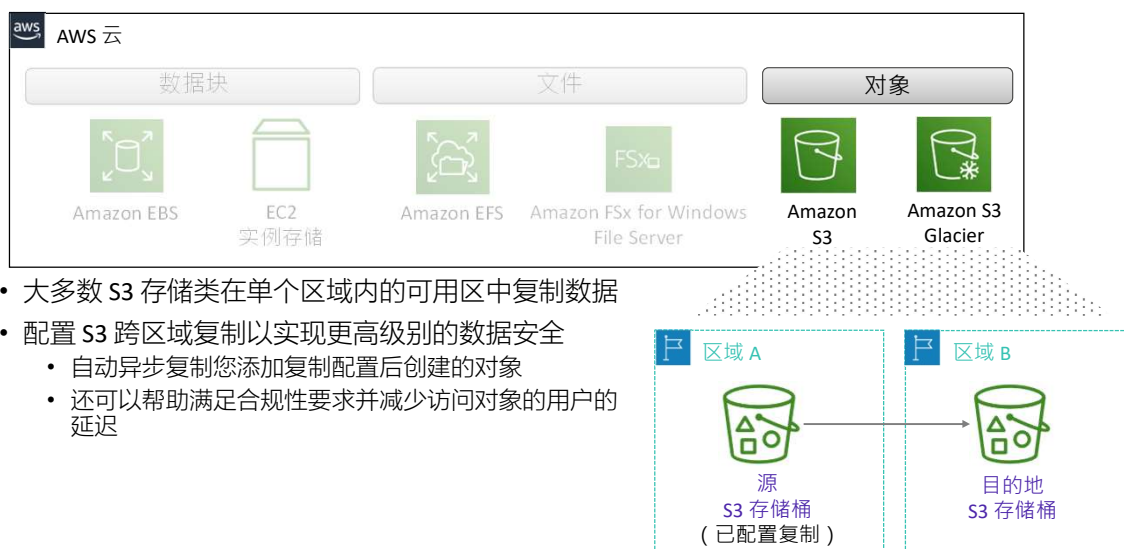 aws
AWS 云
数据块
文件
对象
FSx
Amazon EBS
EC2
实例存储
Amazon EFS
Amazon FSx for Windows
File Server
Amazon
S3
Amazon S3
Glacier
• 大多数 S3 存储类在单个区域内的可用区中复制数据
• 配置 S3 跨区域复制以实现更高级别的数据安全
• 自动异步复制您添加复制配置后创建的对象
• 还可以帮助满足合规性要求并减少访问对象的用户的
延迟
区域 A
区域 B
源
S3 存储桶
（已配置复制）
目的地
S3 存储桶